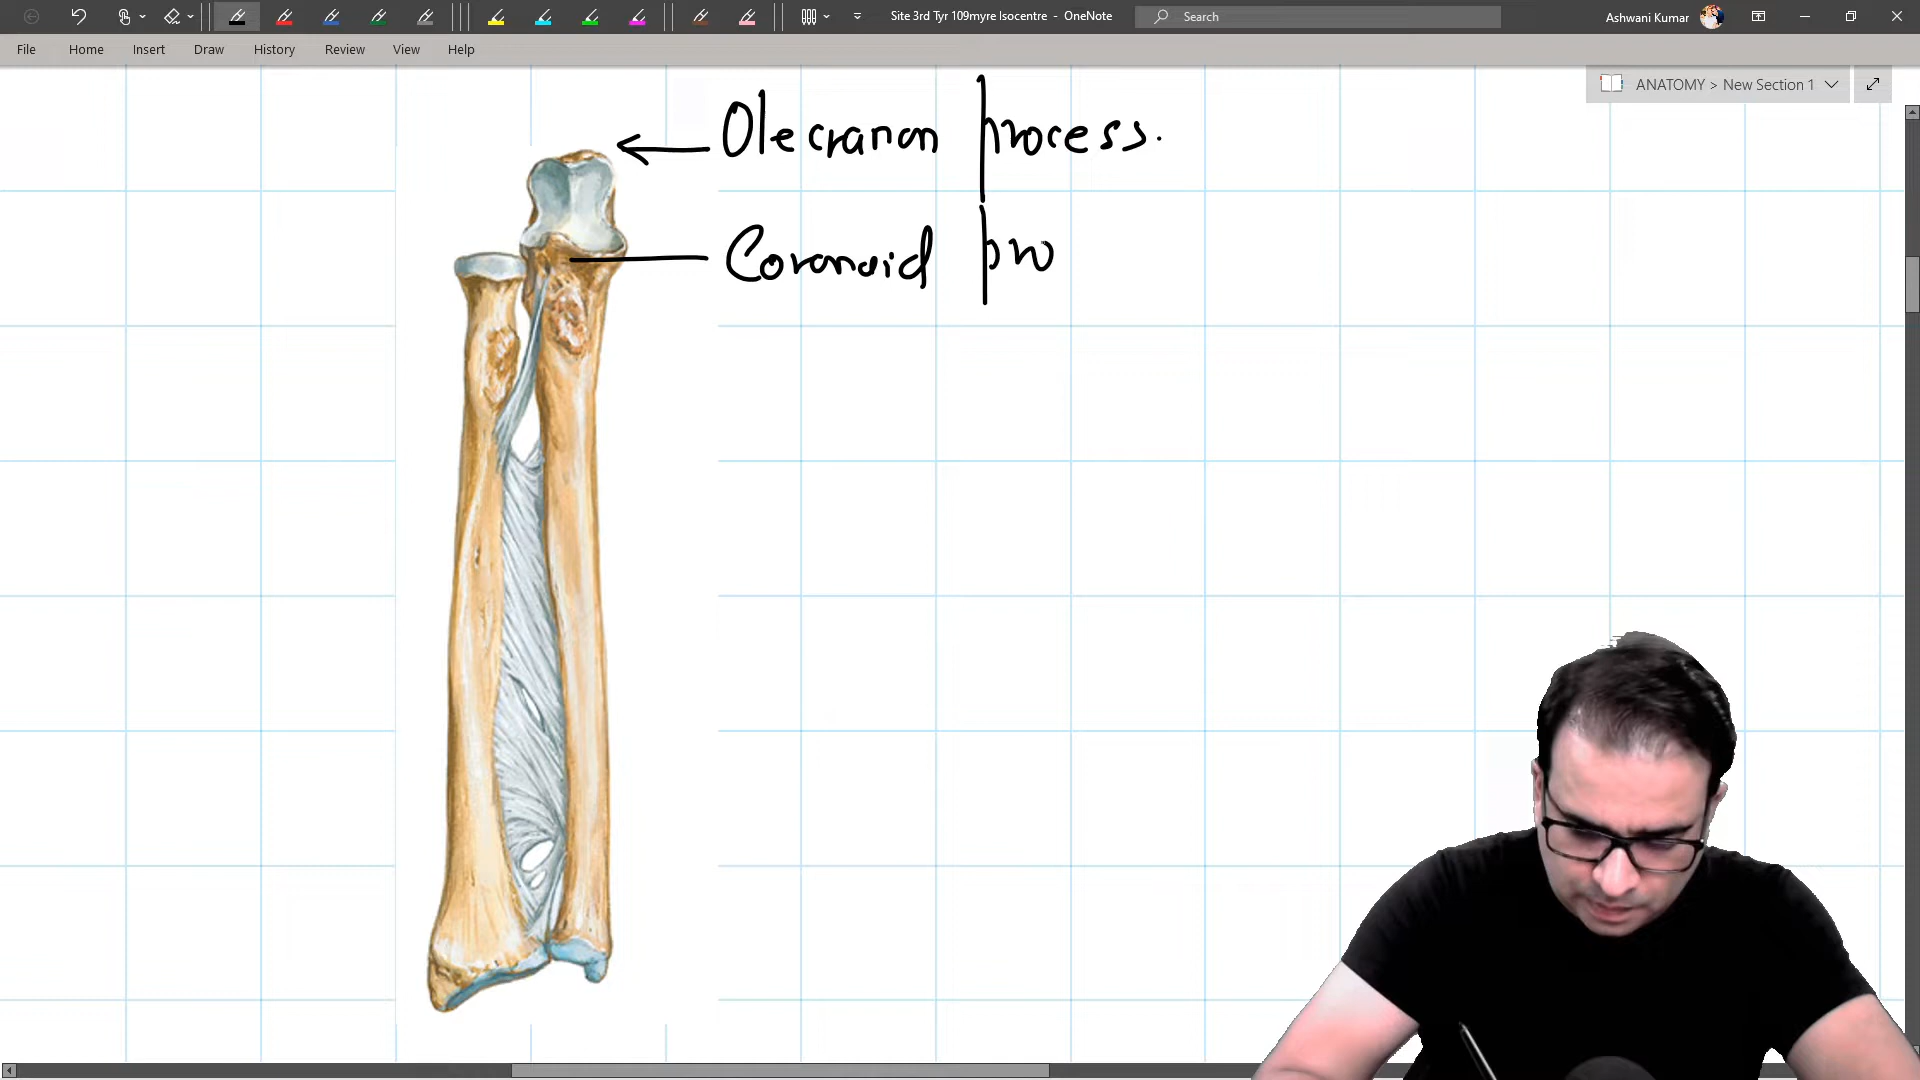 Site 3rd Tyr 109myre Isocentre - OneNote
Search
Ashwani Kumar
File Home Insert Draw History Review View Help
ANATOMY > New Section 1
Olecranon process.
Coronoid pro